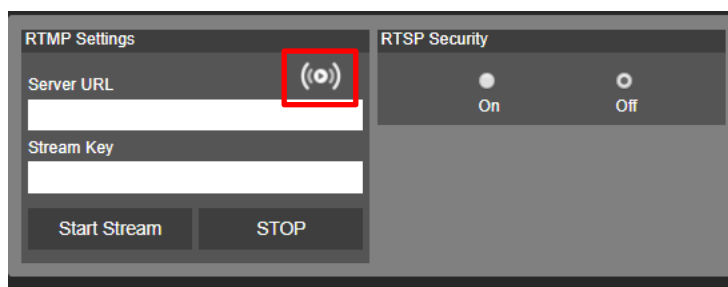 RTMP Settings
Server URL
Stream Key
Start Stream STOP
RTSP Security
On Off